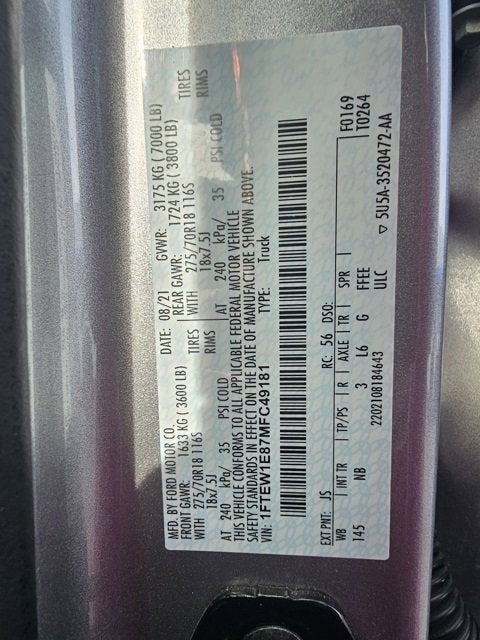 MFD. BY FORD MOTOR CO.
DATE: 08/21 GVWR: 3175 KG ( 7000 LB)
FRONT GAWR: 1633 KG ( 3600 LB) REAR GAWR: 1724 KG ( 3800 LB)
WITH 275/70R18 116S TIRES WITH 275/70R18 116S TIRES
18x7.5J RIMS 18x7.5J RIMS
AT 240 kPa/ 35 PSI COLD AT 240 kPa/ 35 PSI COLD
THIS VEHICLE CONFORMS TO ALL APPLICABLE FEDERAL MOTOR VEHICLE
SAFETY STANDARDS IN EFFECT ON THE DATE OF MANUFACTURE SHOWN ABOVE.
VIN: 1FTEW1E87MFC49181 TYPE: Truck
EXT PNT: JS RC: 56 DSO: F0169
WB INT TR TP/PS R AXLE TR SPR T0264
145 NB 3 L6 G FFEE
2202108184643 ULC
▽ 5U5A-3520472-AA